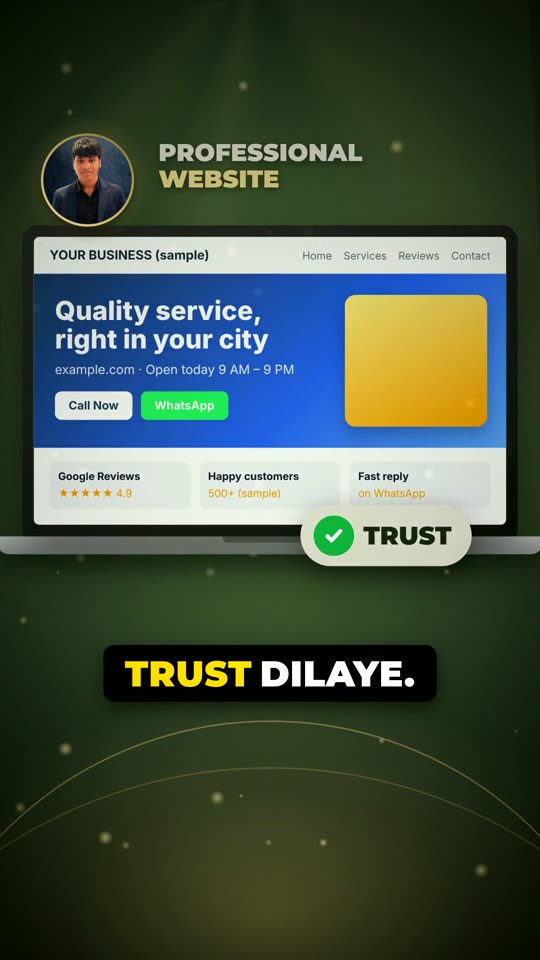 PROFESSIONAL
WEBSITE
YOUR BUSINESS (sample)
Home Services Reviews Contact
Quality service,
right in your city
example.com · Open today 9 AM – 9 PM
Call Now WhatsApp
Google Reviews
★★★★★ 4.9
Happy customers
500+ (sample)
Fast reply
on WhatsApp
TRUST
TRUST DILAYE.